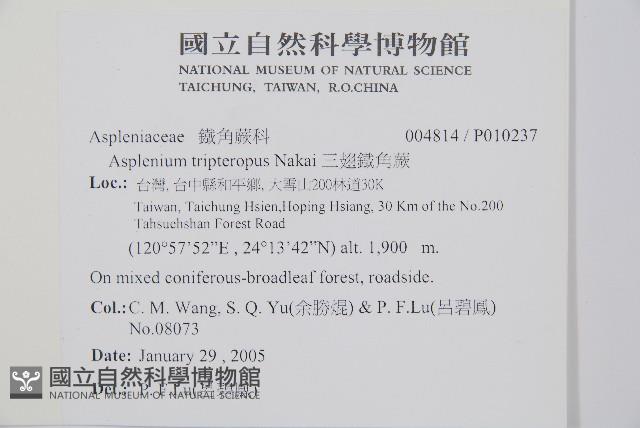 國立自然科學博物館
NATIONAL MUSEUM OF NATURAL SCIENCE
TAICHUNG, TAIWAN, R.O.CHINA
Aspleniaceae 鐵角蕨科 004814 / P010237
Asplenium tripteropus Nakai 三翅鐵角蕨
Loc.: 台灣, 台中縣和平鄉, 大雪山200林道30K
Taiwan, Taichung Hsien,Hoping Hsiang, 30 Km of the No.200
Tahsuehshan Forest Road
(120°57'52"E , 24°13'42"N) alt. 1,900 m.
On mixed coniferous-broadleaf forest, roadside.
Col.: C. M. Wang, S. Q. Yu(余勝焜) & P. F.Lu(呂碧鳳)
No.08073
Date: January 29 , 2005
Det.: P. F. Lu(呂碧鳳)
國立自然科學博物館
NATIONAL MUSEUM OF NATURAL SCIENCE